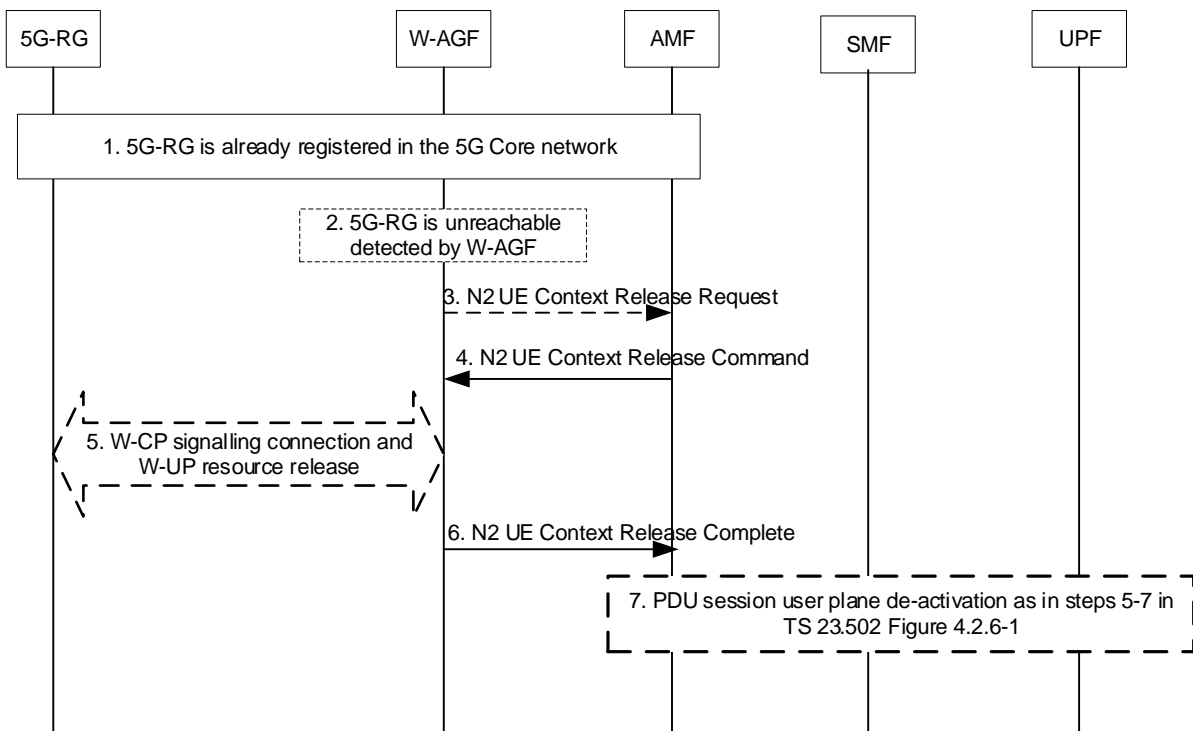 5G-RG
W-AGF
AMF
SMF
UPF
1. 5G-RG is already registered in the 5G Core network
2. 5G-RG is unreachable
detected by W-AGF
3. N2 UE Context Release Request
4. N2 UE Context Release Command
5. W-CP signalling connection and
W-UP resource release
6. N2 UE Context Release Complete
7. PDU session user plane de-activation as in steps 5-7 in
TS 23.502 Figure 4.2.6-1